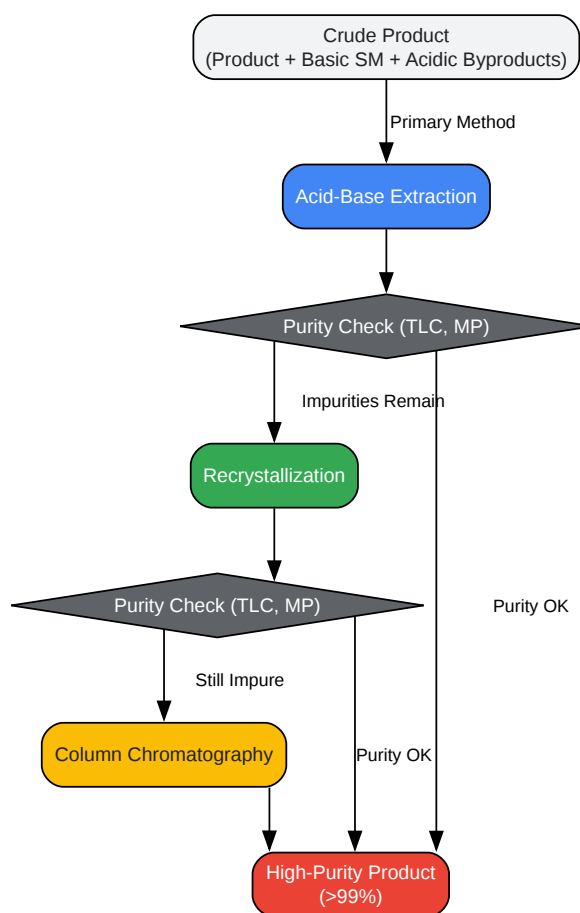 Crude Product
(Product + Basic SM + Acidic Byproducts)
Primary Method
Acid-Base Extraction
Purity Check (TLC, MP)
Impurities Remain
Recrystallization
Purity Check (TLC, MP)
Purity OK
Still Impure
Column Chromatography
Purity OK
High-Purity Product
(>99%)